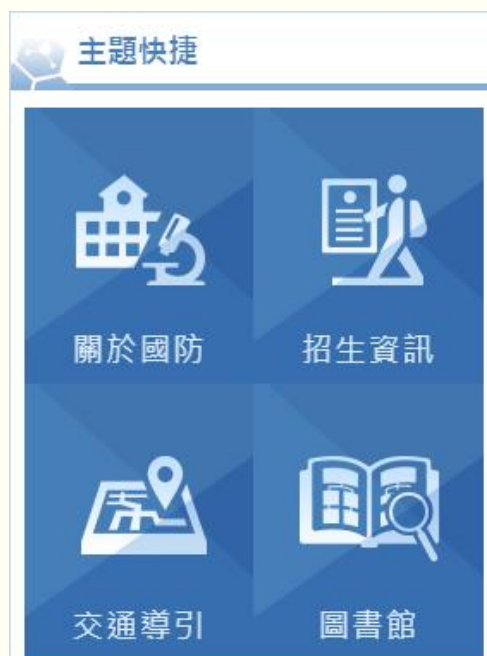 主題快捷
關於國防
招生資訊
交通導引
圖書館